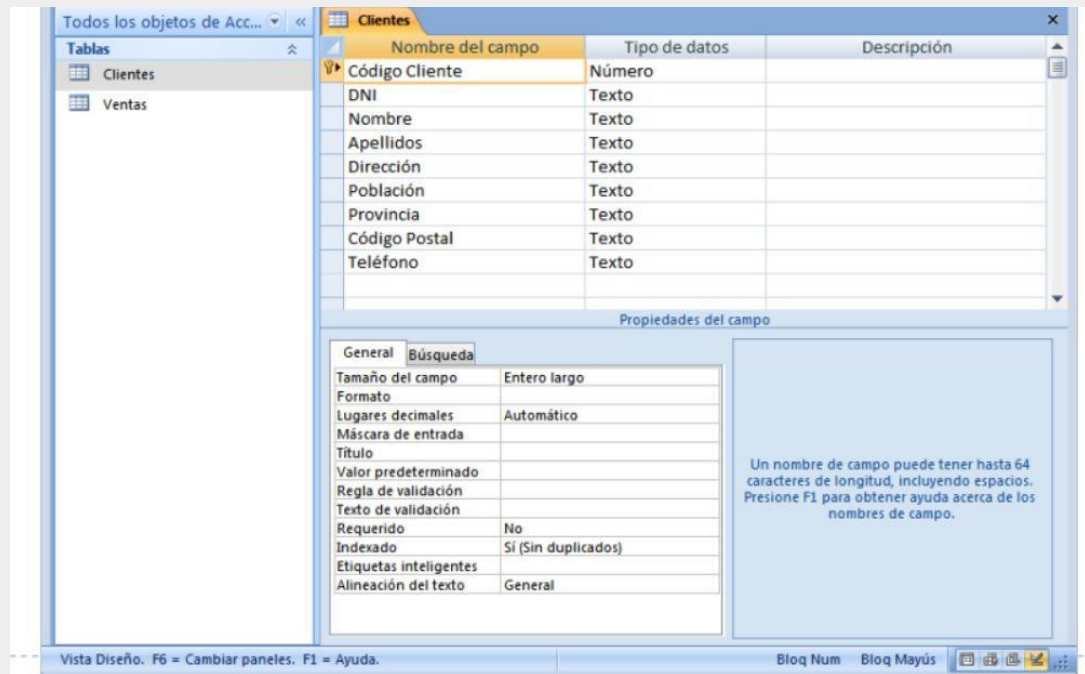 Todos los objetos de Acc...
Tablas
Clientes
Ventas
Clientes
Nombre del campo Tipo de datos Descripción
Código Cliente Número
DNI Texto
Nombre Texto
Apellidos Texto
Dirección Texto
Población Texto
Provincia Texto
Código Postal Texto
Teléfono Texto
Propiedades del campo
General Búsqueda
Tamaño del campo Entero largo
Formato
Lugares decimales Automático
Máscara de entrada
Título
Valor predeterminado
Regla de validación
Texto de validación
Requerido No
Indexado Sí (Sin duplicados)
Etiquetas inteligentes
Alineación del texto General
Un nombre de campo puede tener hasta 64
caracteres de longitud, incluyendo espacios.
Presione F1 para obtener ayuda acerca de los
nombres de campo.
Vista Diseño. F6 = Cambiar paneles. F1 = Ayuda. Bloq Num Bloq Mayús